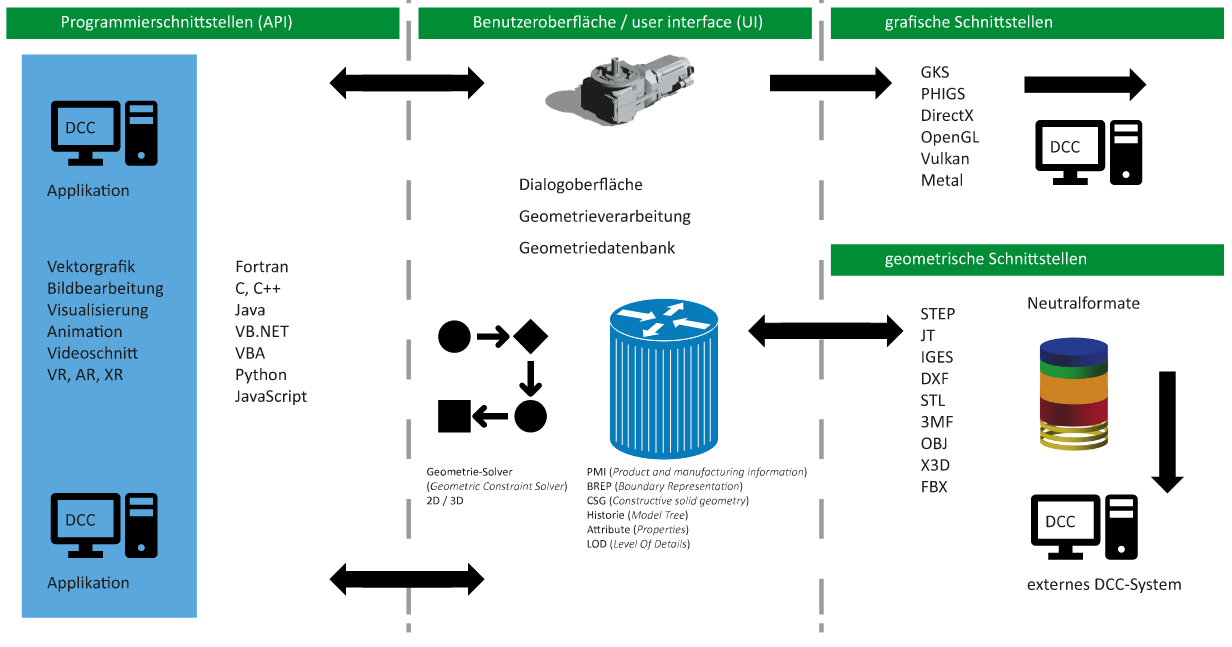 Programmierschnittstellen (API)
DCC
Applikation
Vektorgrafik
Bildbearbeitung
Visualisierung
Animation
Videoschnitt
VR, AR, XR
Fortran
C, C++
Java
VB.NET
VBA
Python
JavaScript
DCC
Applikation
Benutzeroberfläche / user interface (UI)
Dialogoberfläche
Geometrieverarbeitung
Geometriedatenbank
Geometrie-Solver
(Geometric Constraint Solver)
2D / 3D
PMI (Product and manufacturing information)
BREP (Boundary Representation)
CSG (Constructive solid geometry)
Historie (Model Tree)
Attribute (Properties)
LOD (Level Of Details)
grafische Schnittstellen
GKS
PHIGS
DirectX
OpenGL
Vulkan
Metal
DCC
geometrische Schnittstellen
STEP
JT
IGES
DXF
STL
3MF
OBJ
X3D
FBX
Neutralformate
DCC
externes DCC-System